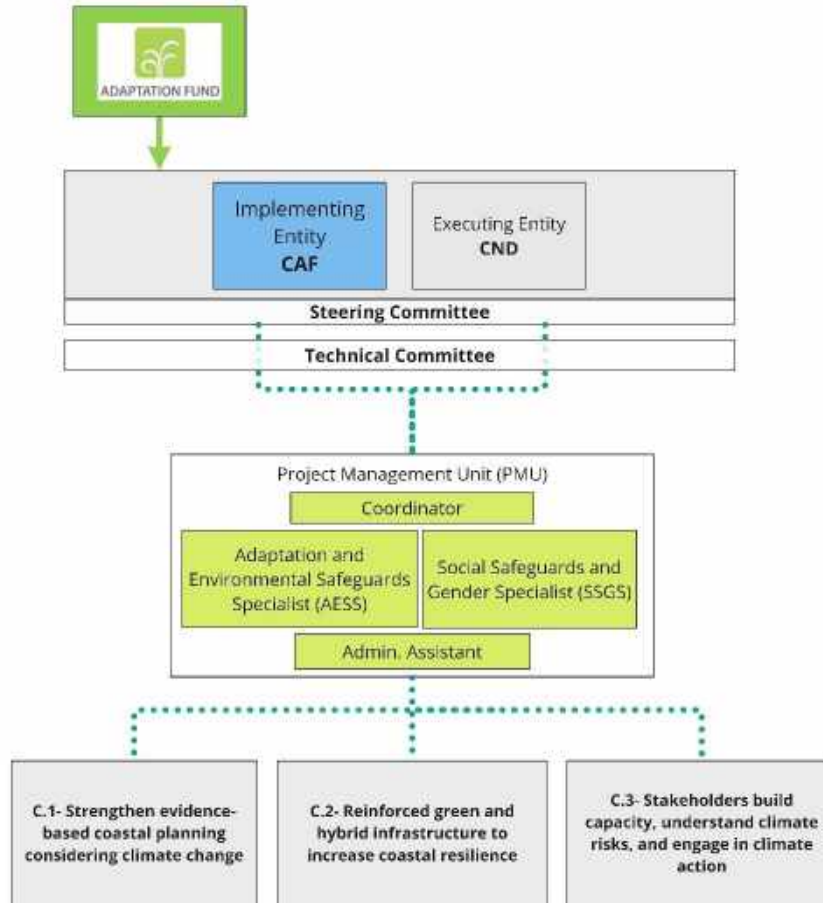 ADAPTATION FUND
Implementing
Entity
CAF
Executing Entity
CND
Steering Committee
Technical Committee
Project Management Unit (PMU)
Coordinator
Adaptation and
Environmental Safeguards
Specialist (AESS)
Social Safeguards and
Gender Specialist (SSGS)
Admin. Assistant
C.1- Strengthen evidence-
based coastal planning
considering climate change
C.2- Reinforced green and
hybrid infrastructure to
increase coastal resilience
C.3- Stakeholders build
capacity, understand climate
risks, and engage in climate
action